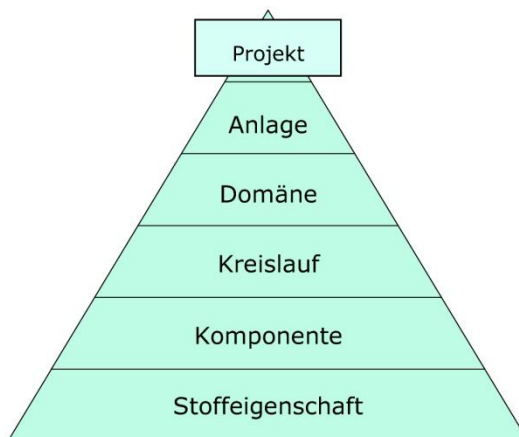 Projekt
Anlage
Domäne
Kreislauf
Komponente
Stoffeigenschaft